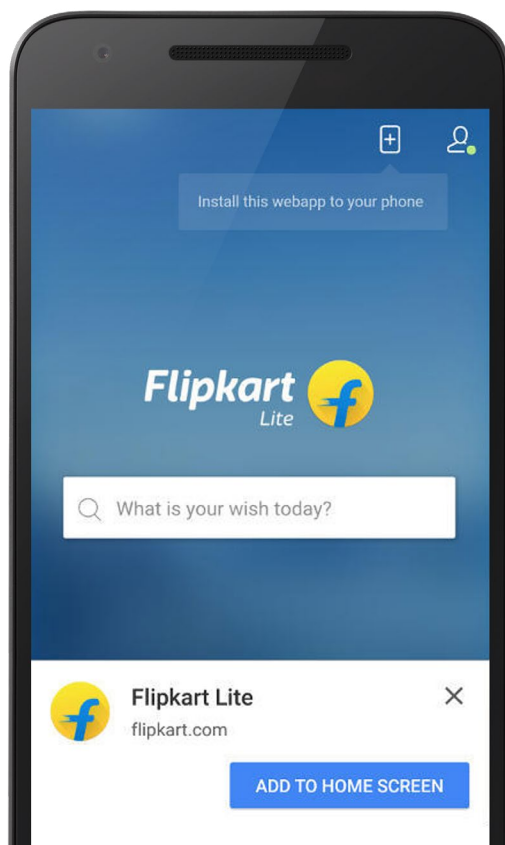 Install this webapp to your phone
Flipkart
Lite
What is your wish today?
Flipkart Lite
flipkart.com
ADD TO HOME SCREEN